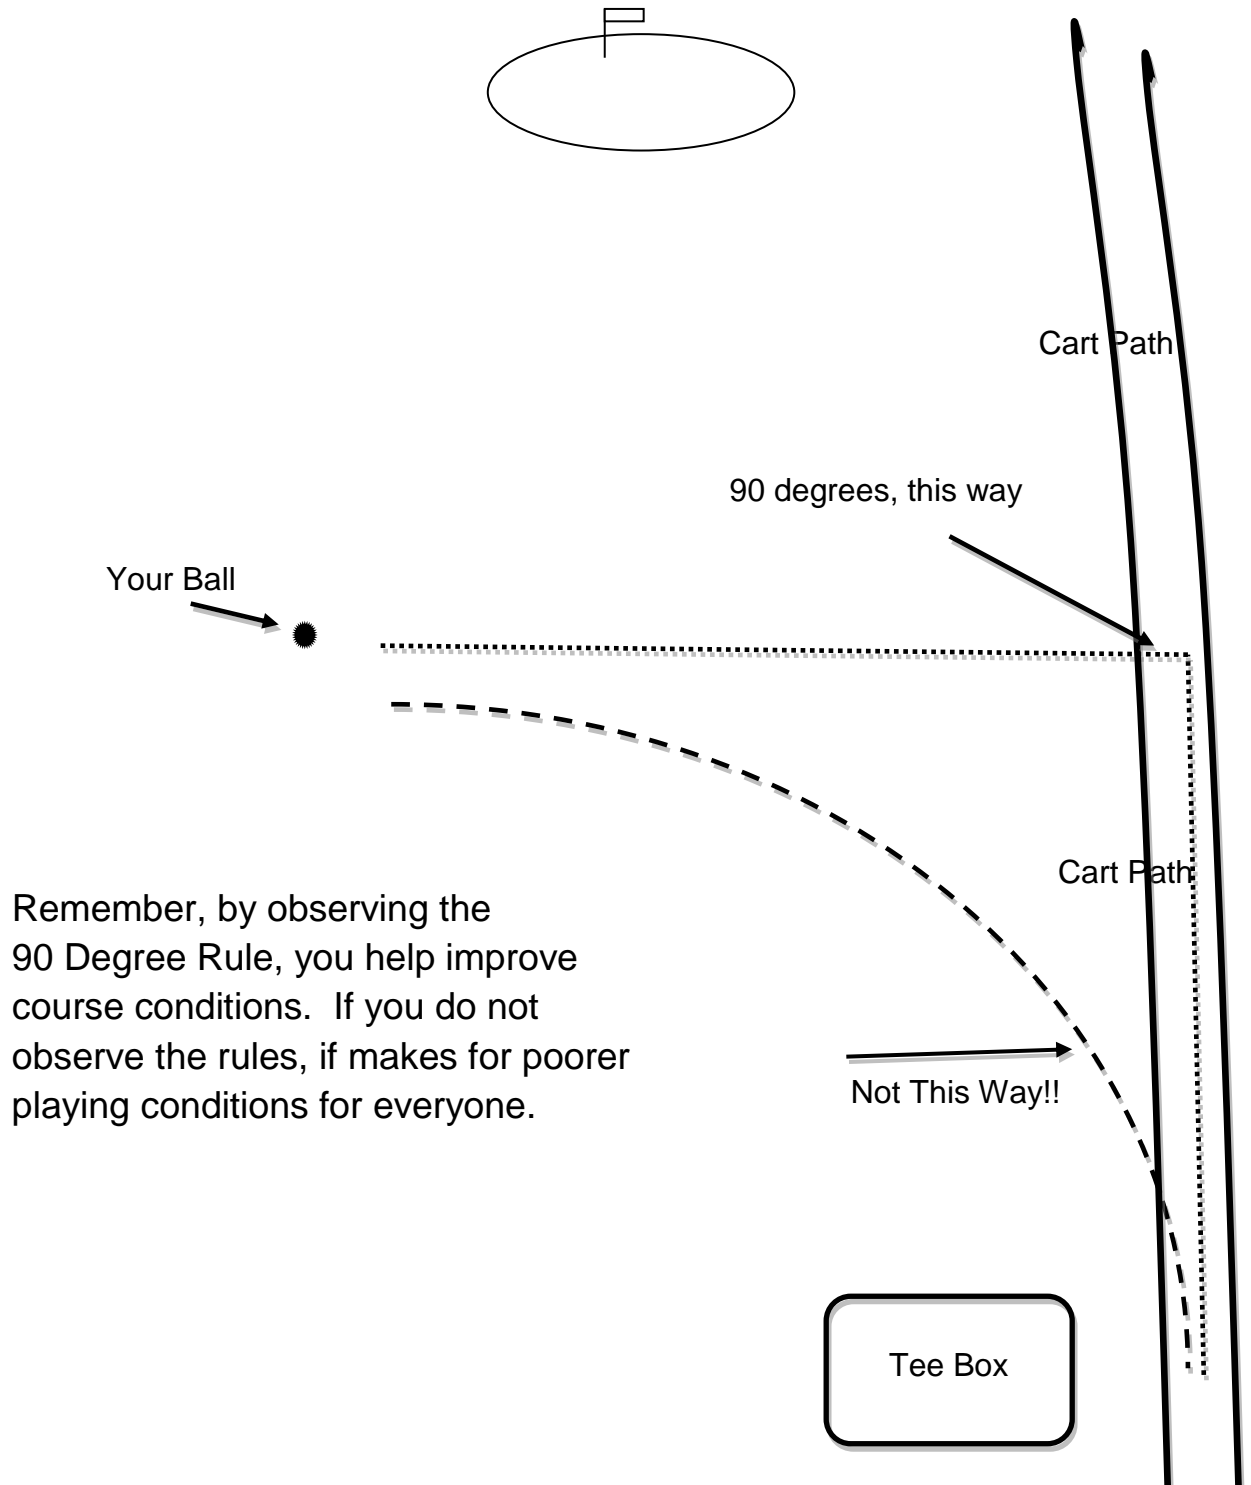 Cart Path
90 degrees, this way
Your Ball
Cart Path
Remember, by observing the
90 Degree Rule, you help improve
course conditions.  If you do not
observe the rules, if makes for poorer
playing conditions for everyone.
Not This Way!!
Tee Box